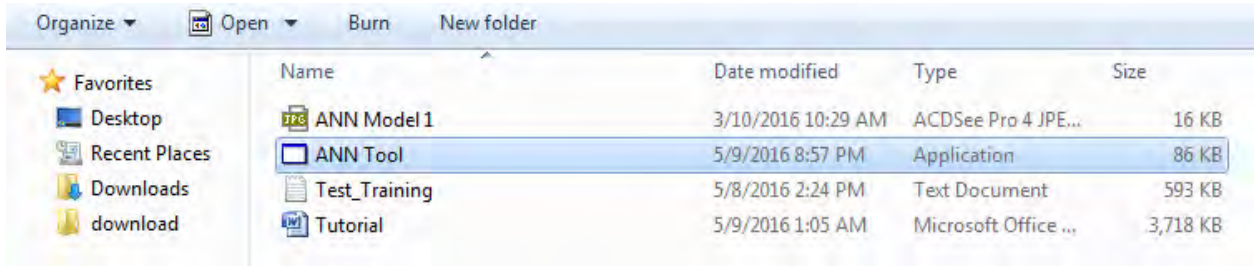 Organize Open Burn New folder
Favorites
Desktop
Recent Places
Downloads
download
Name Date modified Type Size
ANN Model 1 3/10/2016 10:29 AM ACDSee Pro 4 JPE... 16 KB
ANN Tool 5/9/2016 8:57 PM Application 86 KB
Test_Training 5/8/2016 2:24 PM Text Document 593 KB
Tutorial 5/9/2016 1:05 AM Microsoft Office ... 3,718 KB